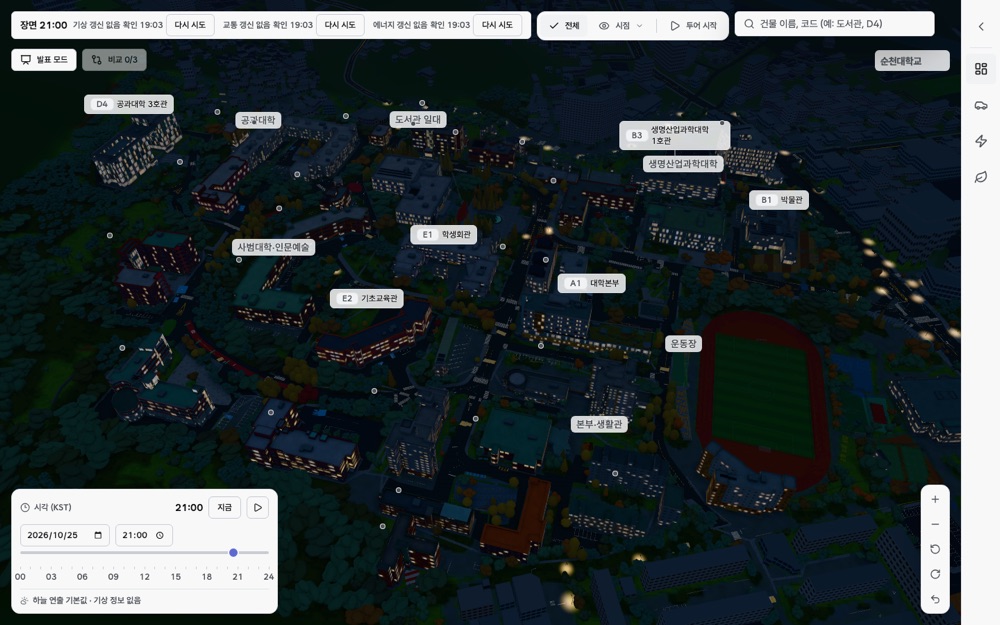 장면 21:00 기상 갱신 없음 확인 19:03 다시 시도 교통 갱신 없음 확인 19:03 다시 시도 에너지 갱신 없음 확인 19:03 다시 시도
전체 시점 투어 시작
건물 이름, 코드 (예: 도서관, D4)
발표 모드 비교 0/3
순천대학교
D4 공과대학 3호관
공과대학
도서관 일대
B3 생명산업과학대학
1호관
생명산업과학대학
B1 박물관
E1 학생회관
사범대학·인문예술
A1 대학본부
E2 기초교육관
운동장
본부·생활관
시각 (KST) 21:00 지금
2026/10/25 21:00
00 03 06 09 12 15 18 21 24
하늘 연출 기본값 · 기상 정보 없음